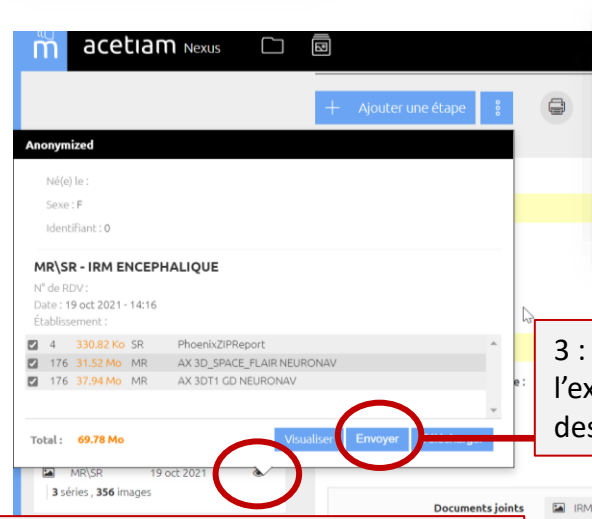 acetiam Nexus
+ Ajouter une étape
Anonymized
Né(e) le :
Sexe : F
Identifiant : 0
MR\SR - IRM ENCEPHALIQUE
N° de RDV :
Date : 19 oct 2021 - 14:16
Établissement :
4 330.82 Ko SR PhoenixZIPReport
176 31.52 Mo MR AX 3D_SPACE_FLAIR NEURONAV
176 37.94 Mo MR AX 3DT1 GD NEURONAV
Total : 69.78 Mo Visualiser Envoyer
MR\SR 19 oct 2021
3 séries , 356 images
3 :
l'ex
des
e :
Documents joints IRM